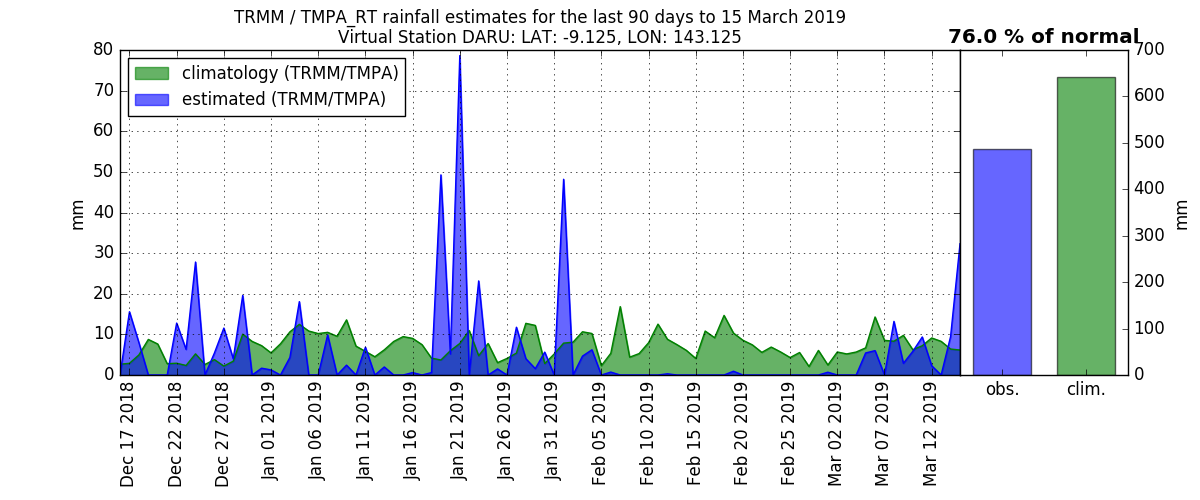 TRMM / TMPA_RT rainfall estimates for the last 90 days to 15 March 2019
Virtual Station DARU: LAT: -9.125, LON: 143.125
76.0 % of normal
climatology (TRMM/TMPA)
estimated (TRMM/TMPA)
mm
80
70
60
50
40
30
20
10
0
Dec 17 2018
Dec 22 2018
Dec 27 2018
Jan 01 2019
Jan 06 2019
Jan 11 2019
Jan 16 2019
Jan 21 2019
Jan 26 2019
Jan 31 2019
Feb 05 2019
Feb 10 2019
Feb 15 2019
Feb 20 2019
Feb 25 2019
Mar 02 2019
Mar 07 2019
Mar 12 2019
obs.
clim.
700
600
500
400
300
200
100
0
mm